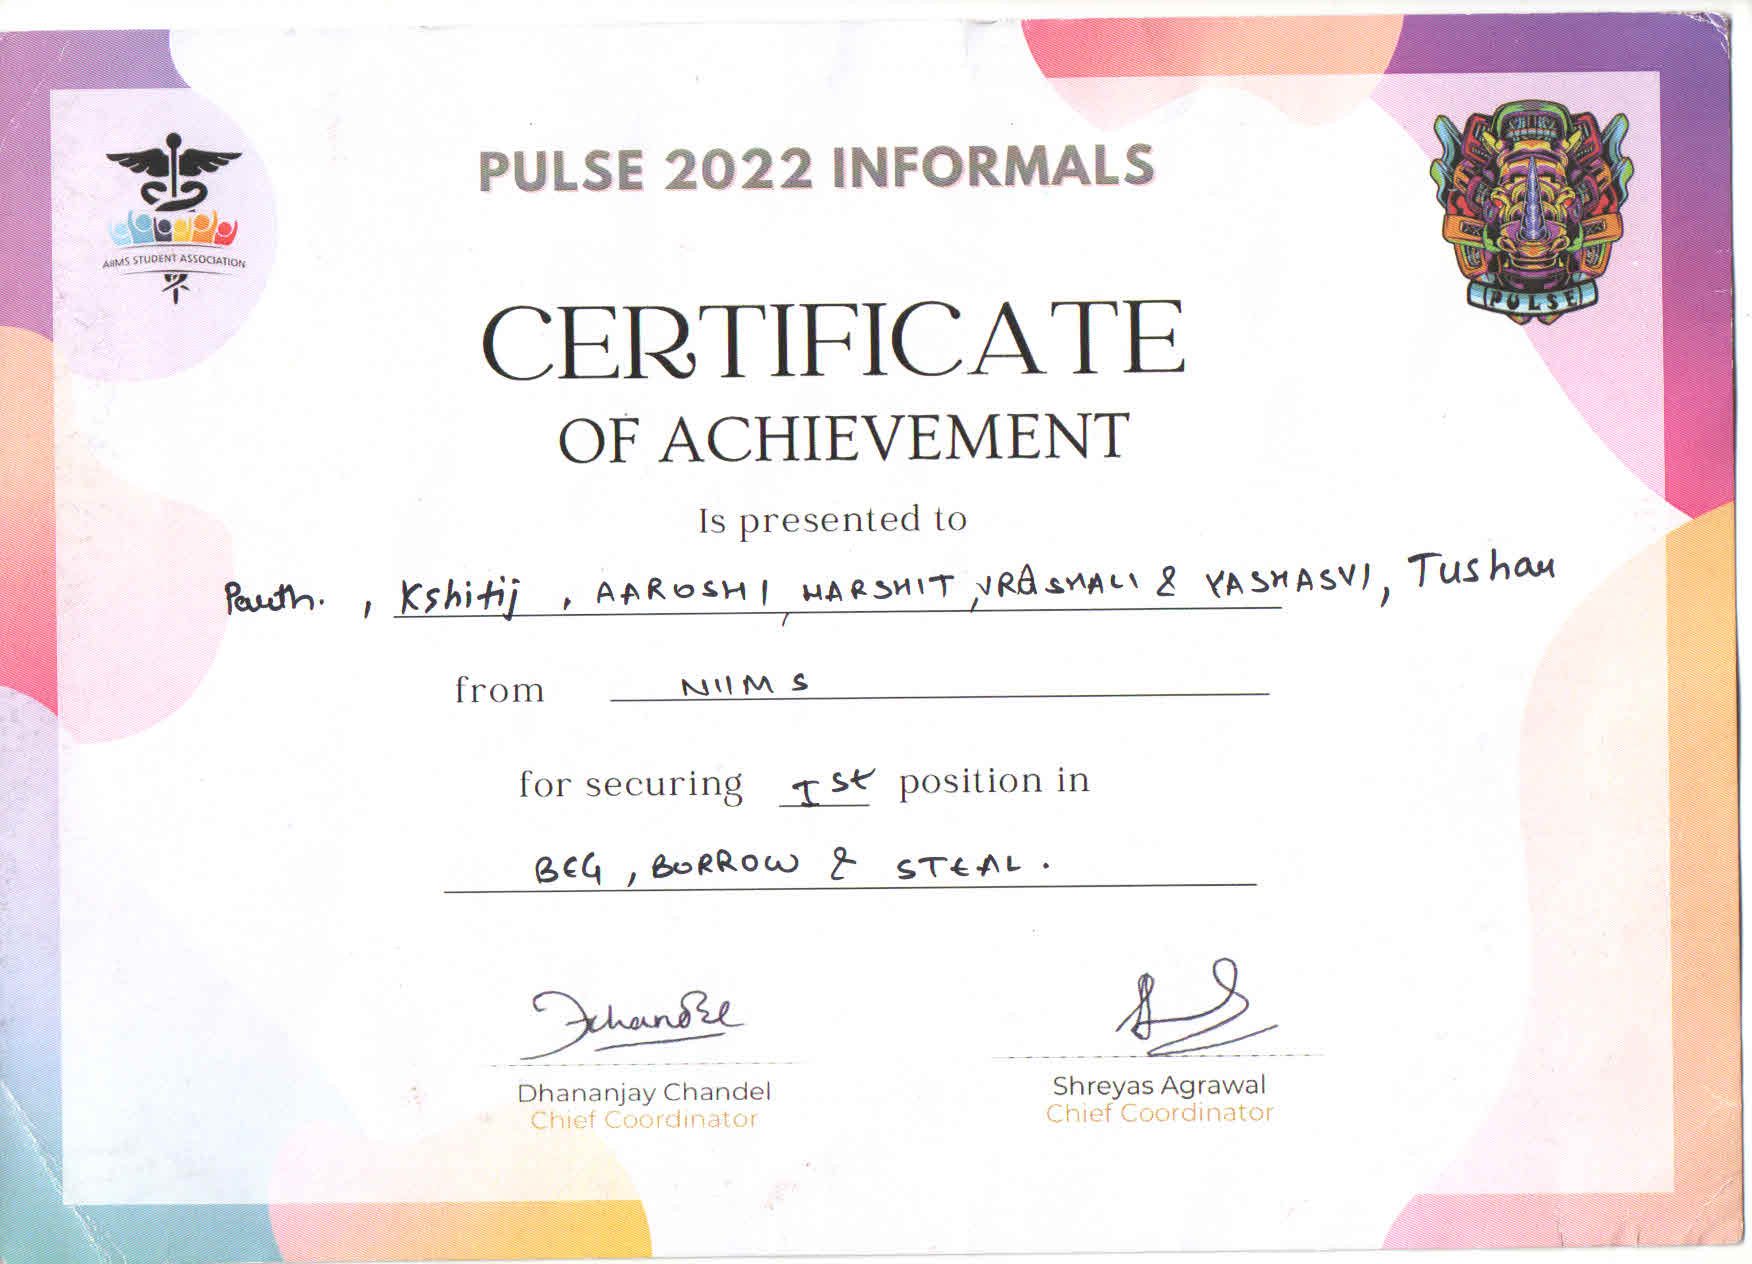 PULSE 2022 INFORMALS
AIIMS STUDENT ASSOCIATION
PULSE
CERTIFICATE
OF ACHIEVEMENT
Is presented to
Parth. , Kshitij , AAROSHI, HARSHIT, VRASHALI & YASHASVI, Tushar
from NIIMS
for securing Ist position in
BEG, BORROW & STEAL.
Dhananjay Chandel
Chief Coordinator
Shreyas Agrawal
Chief Coordinator